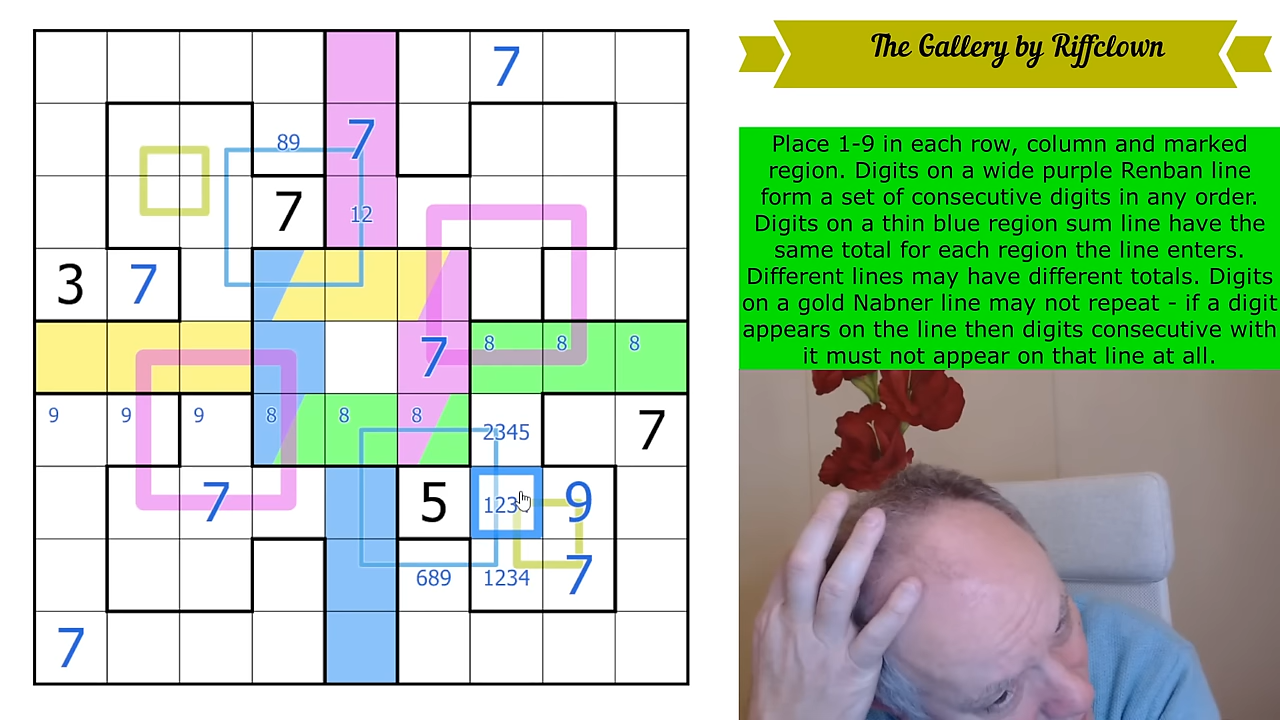 The Gallery by Riffclown
Place 1-9 in each row, column and marked
region. Digits on a wide purple Renban line
form a set of consecutive digits in any order.
Digits on a thin blue region sum line have the
same total for each region the line enters.
Different lines may have different totals. Digits
on a gold Nabner line may not repeat - if a digit
appears on the line then digits consecutive with
it must not appear on that line at all.
7
89 7
7 12
3 7
7 8 8 8
9 9 9 8 8 8 2345 7
7 5 123 9
689 1234 7
7